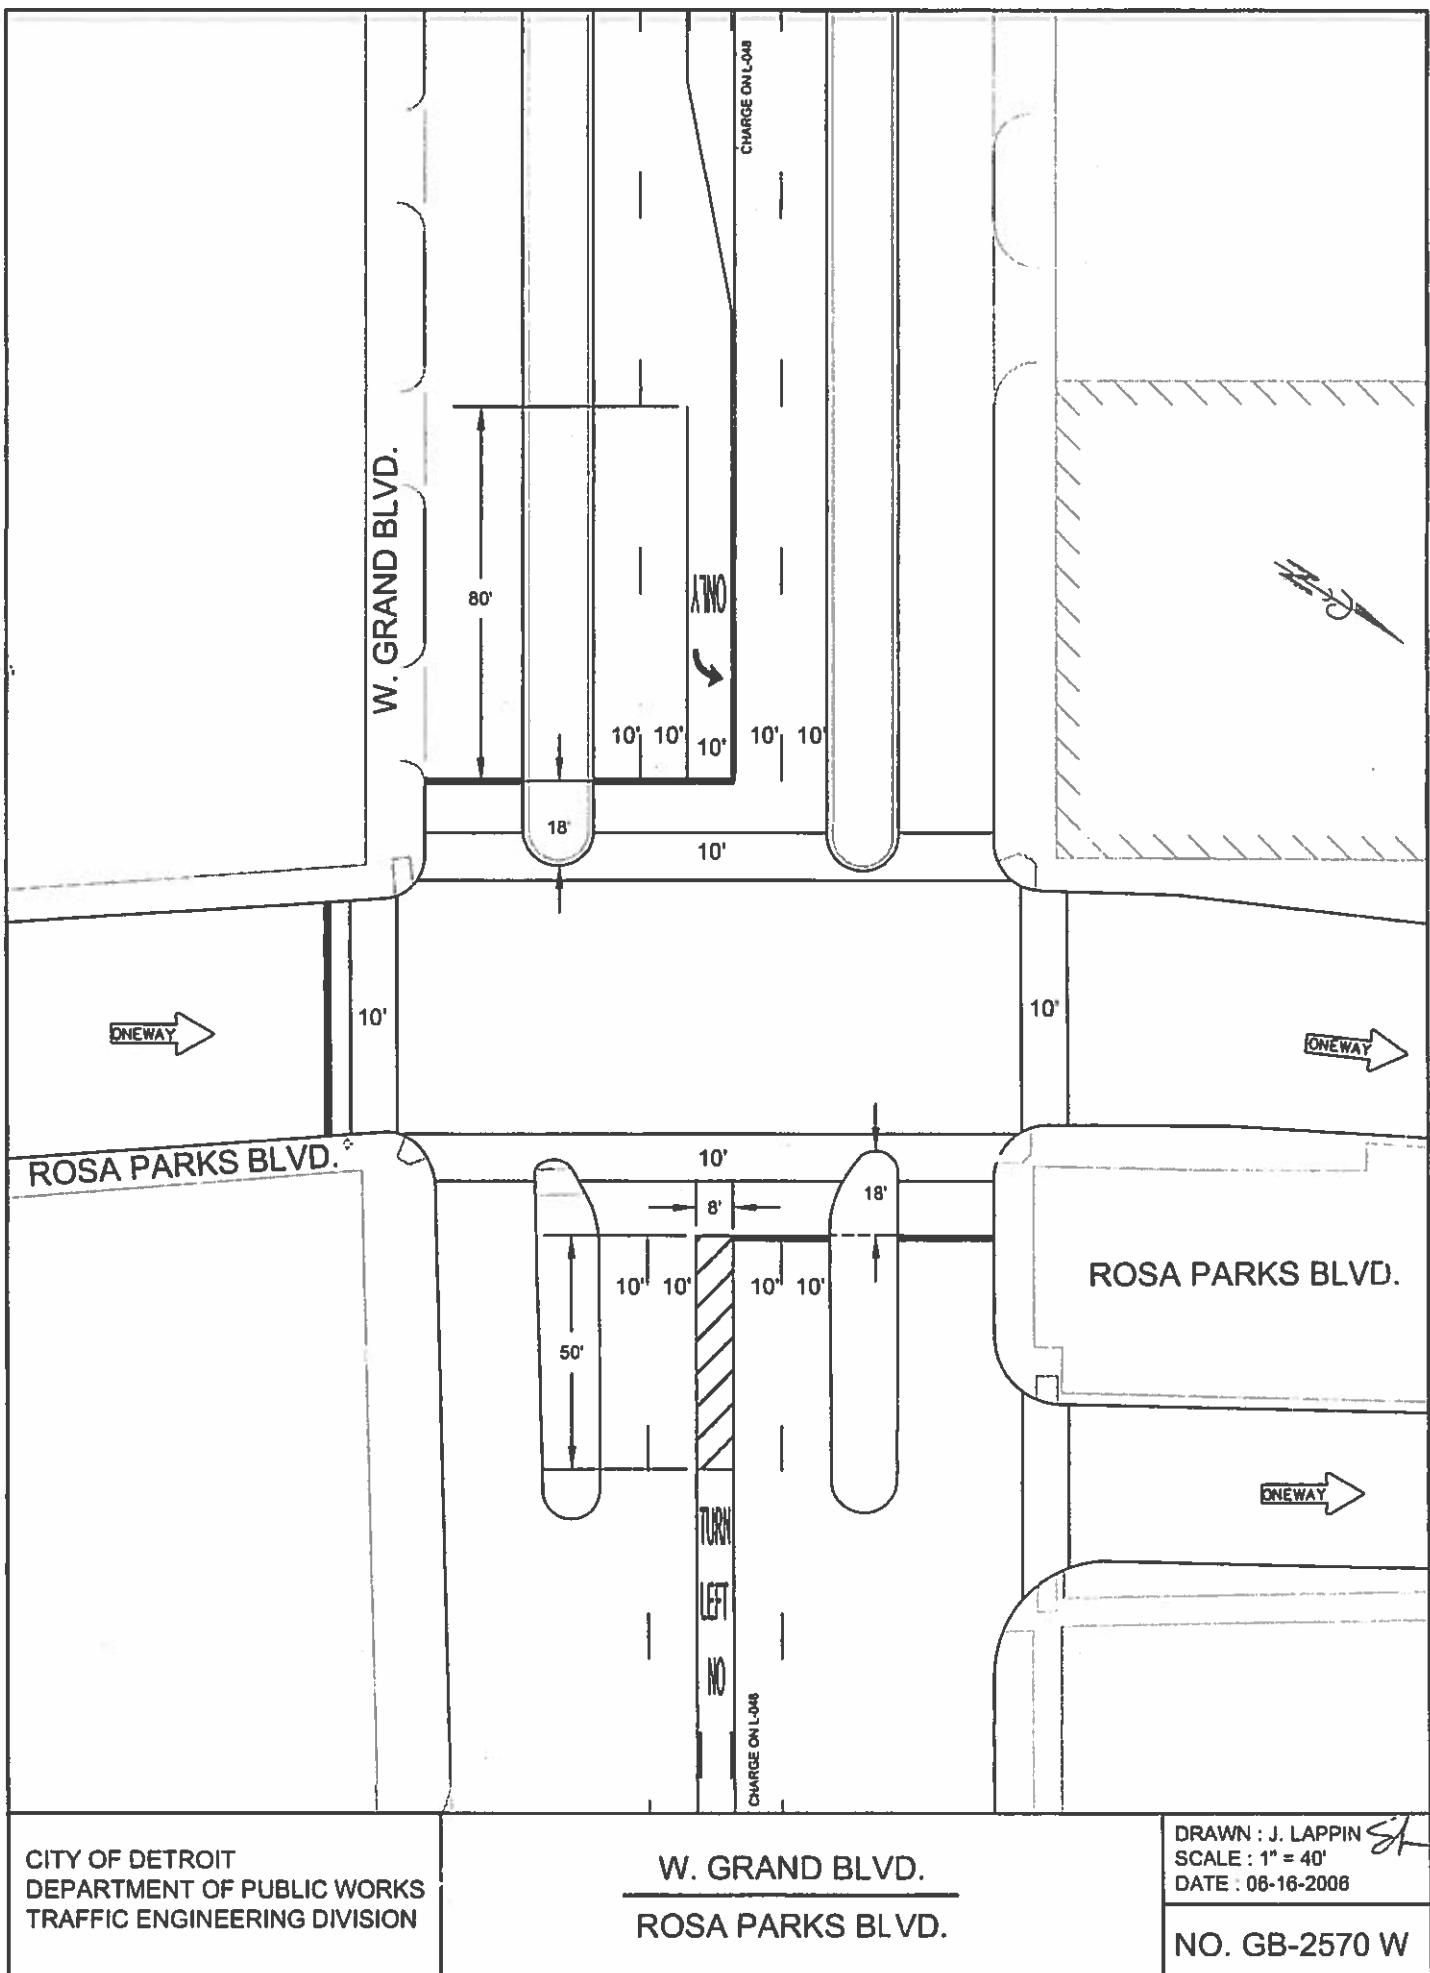 CHARGE ON L-048
W. GRAND BLVD.
80'
ONLY
10' 10' 10' 10' 10'
18'
10'
10'
10'
ONEWAY
ONEWAY
ROSA PARKS BLVD.
10'
8'
18'
10' 10' 10' 10'
ROSA PARKS BLVD.
50'
ONEWAY
TURN
LEFT
NO
CHARGE ON L-048
CITY OF DETROIT
DEPARTMENT OF PUBLIC WORKS
TRAFFIC ENGINEERING DIVISION
W. GRAND BLVD.
ROSA PARKS BLVD.
DRAWN : J. LAPPIN
SCALE : 1" = 40'
DATE : 06-16-2006
NO. GB-2570 W
N